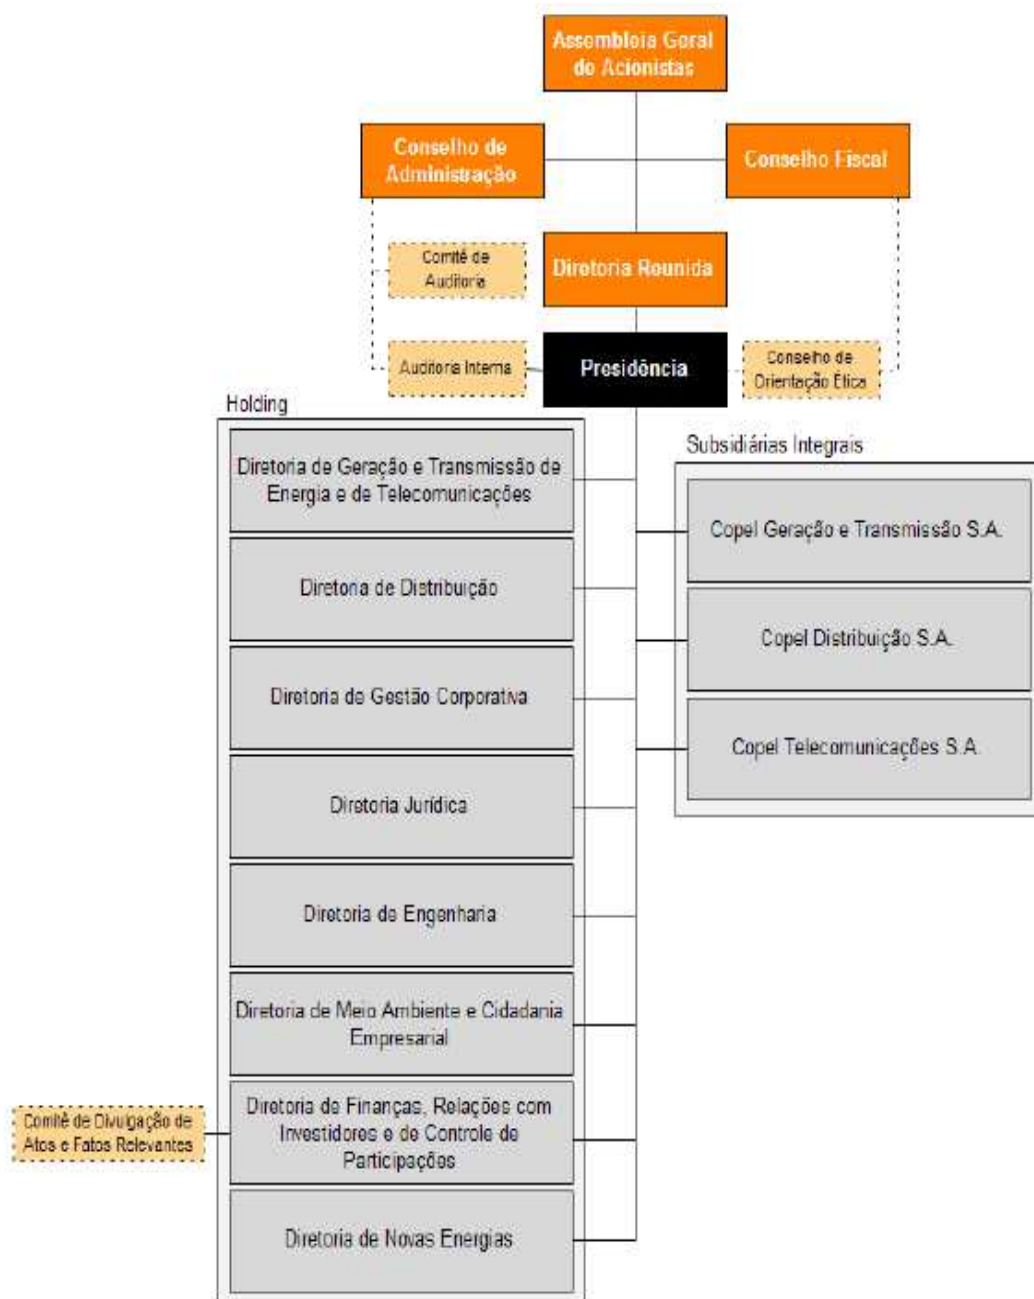 Assembleia Geral
de Acionistas
Conselho de
Administração
Conselho Fiscal
Comitê de
Auditoria
Diretoria Reunida
Auditoria Interna
Presidência
Conselho de
Orientação Ética
Holding
Diretoria de Geração e Transmissão de
Energia e de Telecomunicações
Diretoria de Distribuição
Diretoria de Gestão Corporativa
Diretoria Jurídica
Diretoria de Engenharia
Diretoria de Meio Ambiente e Cidadania
Empresarial
Comitê de Divulgação de
Atos e Fatos Relevantes
Diretoria de Finanças, Relações com
Investidores e de Controle de
Participações
Diretoria de Novas Energias
Subsidiárias Integrais
Copel Geração e Transmissão S.A.
Copel Distribuição S.A.
Copel Telecomunicações S.A.